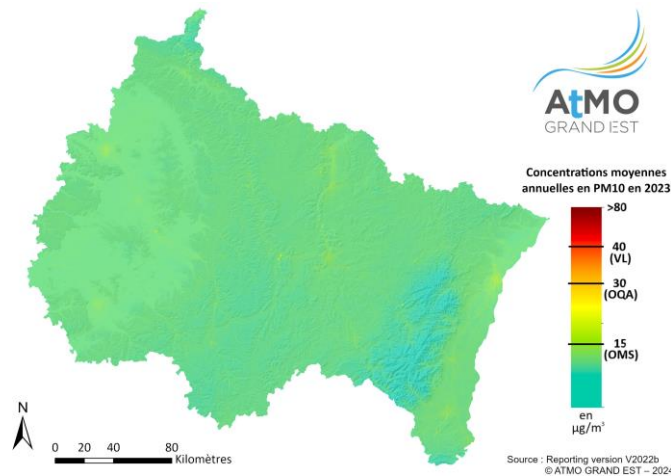 AtMO
GRAND EST
Concentrations moyennes
annuelles en PM10 en 2023
>80
40
(VL)
30
(OQA)
15
(OMS)
en
µg/m³
N
0 20 40 80
Kilomètres
Source : Reporting version V2022b
© ATMO GRAND EST – 2024